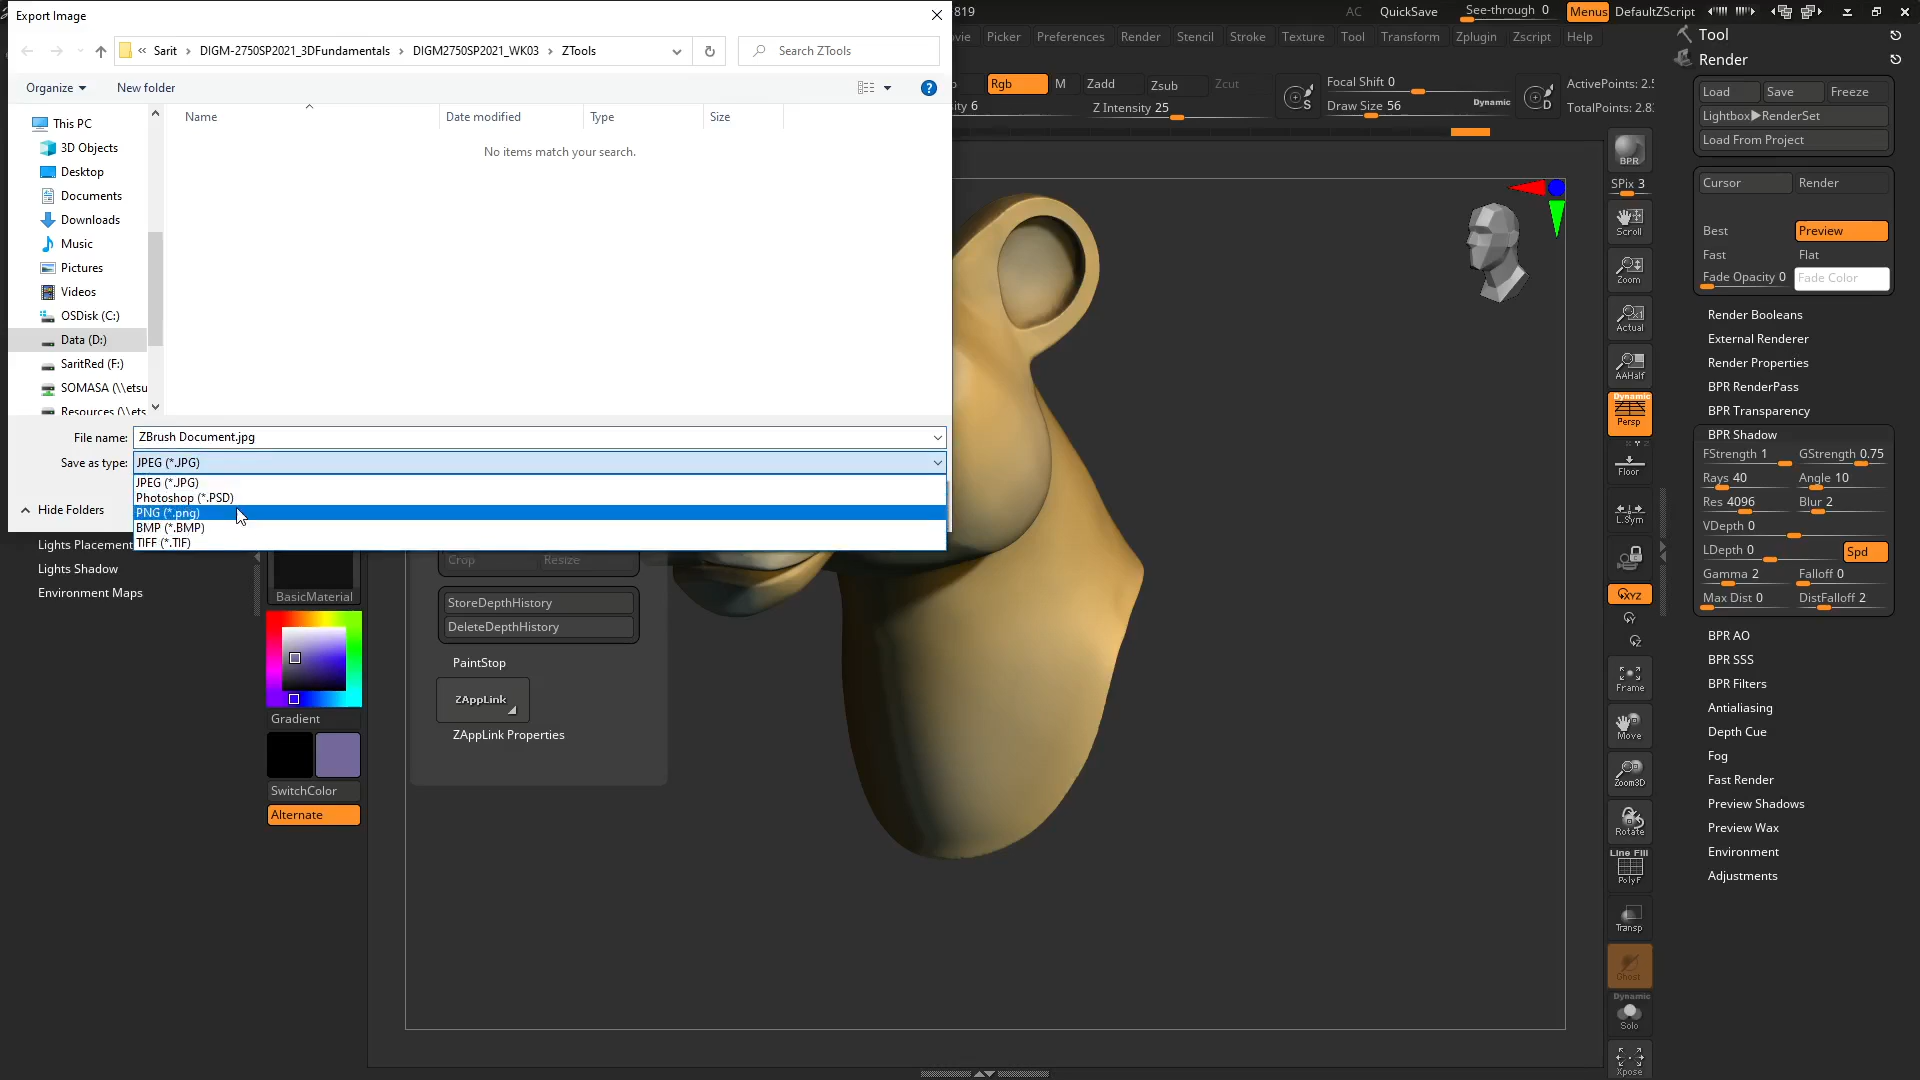 Export Image
819
AC
QuickSave
See-through 0
Menus
DefaultZScript
« Sarit > DIGM-2750SP2021_3DFundamentals > DIGM2750SP2021_WK03 > ZTools
Search ZTools
Picker
Preferences
Render
Stencil
Stroke
Texture
Tool
Transform
Zplugin
Zscript
Help
Tool
Render
Organize
New folder
Rgb
M
Zadd
Zsub
Zcut
Z Intensity 25
Focal Shift 0
Draw Size 56
Dynamic
S
D
Name
Date modified
Type
Size
No items match your search.
This PC
3D Objects
Desktop
Documents
Downloads
Music
Pictures
Videos
OSDisk (C:)
Data (D:)
SaritRed (F:)
SOMASA (\\etsu
Resources (\\ets
File name: ZBrush Document.jpg
Save as type: JPEG (*.JPG)
JPEG (*.JPG)
Photoshop (*.PSD)
PNG (*.png)
BMP (*.BMP)
TIFF (*.TIF)
Hide Folders
Lights Placement
Lights Shadow
Environment Maps
BasicMaterial
Gradient
SwitchColor
Alternate
Crop
Resize
StoreDepthHistory
DeleteDepthHistory
PaintStop
ZAppLink
ZAppLink Properties
BPR
SPix 3
Scroll
Zoom
Actual
AAHalf
Dynamic
Persp
Floor
L.Sym
XYZ
Frame
Move
Zoom3D
Rotate
Line Fill
PolyF
Transp
Ghost
Dynamic
Solo
Xpose
Load
Save
Freeze
Lightbox▶RenderSet
Load From Project
Cursor
Render
Best
Preview
Fast
Flat
Fade Opacity 0
Fade Color
Render Booleans
External Renderer
Render Properties
BPR RenderPass
BPR Transparency
BPR Shadow
FStrength 1
GStrength 0.75
Rays 40
Angle 10
Res 4096
Blur 2
VDepth 0
LDepth 0
Spd
Gamma 2
Falloff 0
Max Dist 0
DistFalloff 2
BPR AO
BPR SSS
BPR Filters
Antialiasing
Depth Cue
Fog
Fast Render
Preview Shadows
Preview Wax
Environment
Adjustments